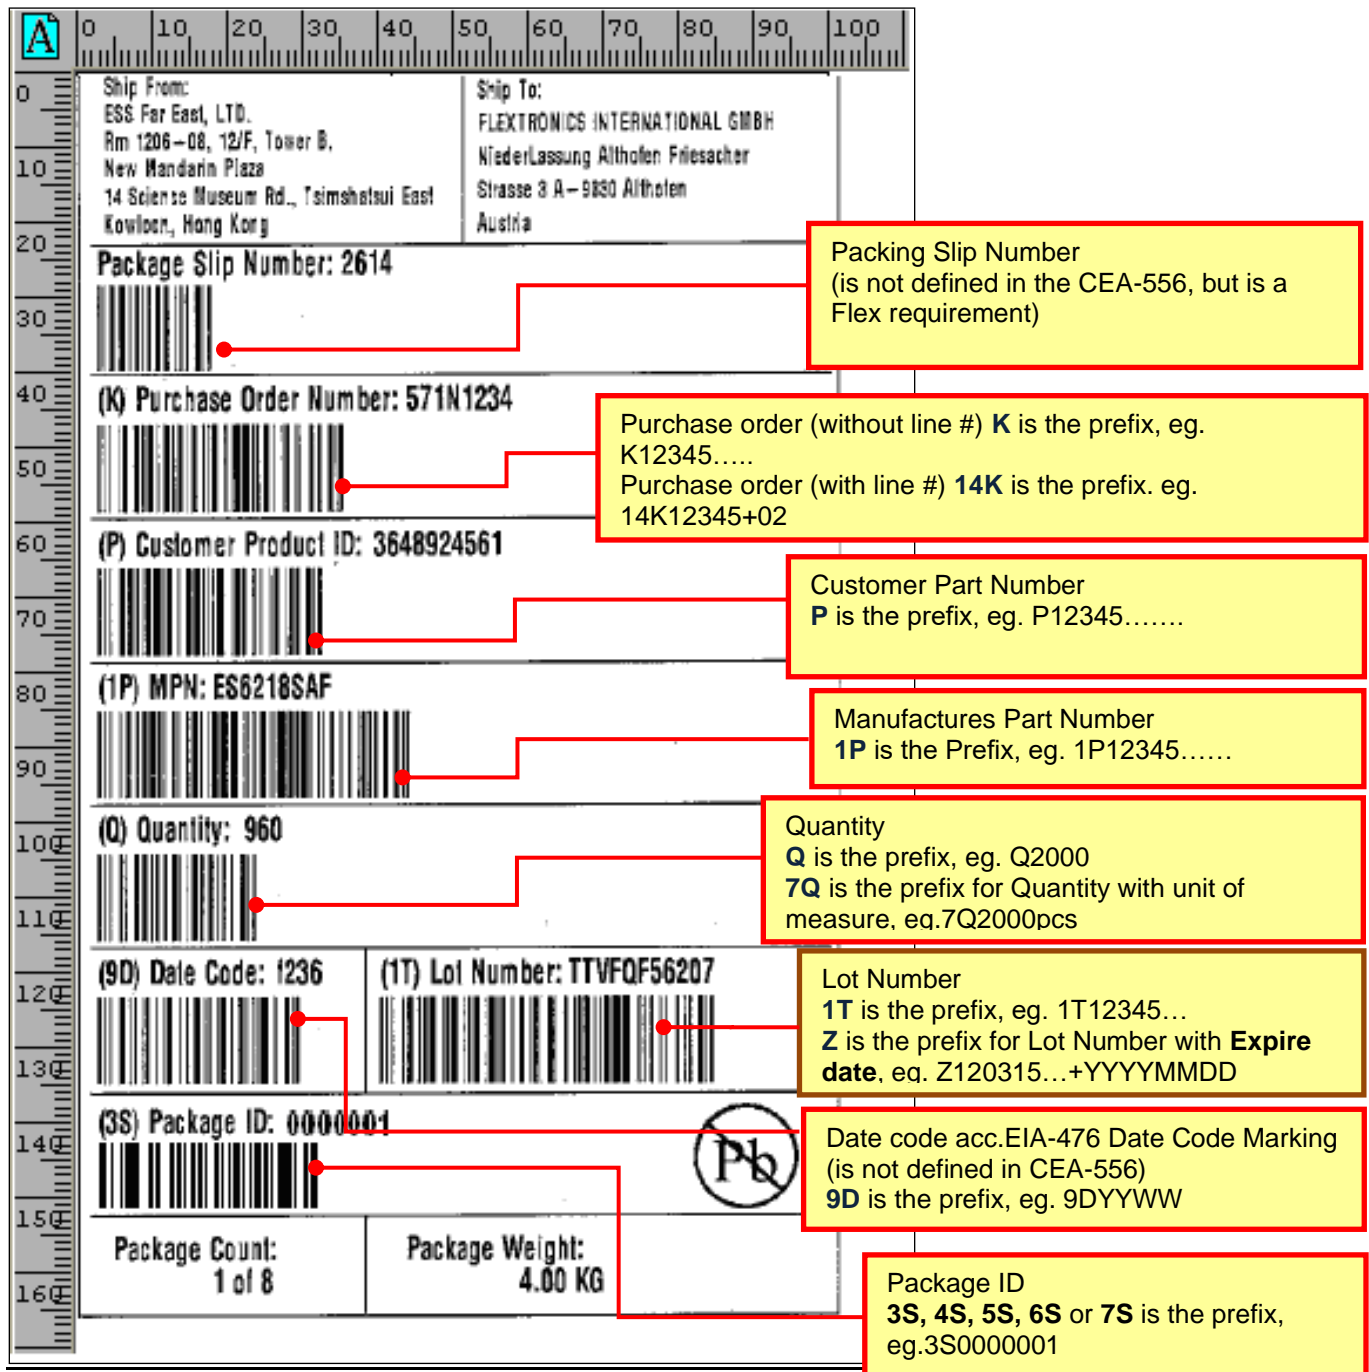 A
0 10 20 30 40 50 60 70 80 90 100
0
10
20
30
40
50
60
70
80
90
100
110
120
130
140
150
160
Ship From:
ESS Far East, LTD.
Rm 1206-08, 12/F, Tower B,
New Mandarin Plaza
14 Science Museum Rd., Tsimshatsui East
Kowloon, Hong Kong
Ship To:
FLEXTRONICS INTERNATIONAL GMBH
NiederLassung Althofen Friesacher
Strasse 3 A-9830 Althofen
Austria
Package Slip Number: 2614
Packing Slip Number
(is not defined in the CEA-556, but is a
Flex requirement)
(K) Purchase Order Number: 571N1234
Purchase order (without line #) K is the prefix, eg.
K12345…..
Purchase order (with line #) 14K is the prefix. eg.
14K12345+02
(P) Customer Product ID: 3648924561
Customer Part Number
P is the prefix, eg. P12345…….
(1P) MPN: ES6218SAF
Manufactures Part Number
1P is the Prefix, eg. 1P12345……
(Q) Quantity: 960
Quantity
Q is the prefix, eg. Q2000
7Q is the prefix for Quantity with unit of
measure, eg.7Q2000pcs
(9D) Date Code: f236
(1T) Lot Number: TTVFQF56207
Lot Number
1T is the prefix, eg. 1T12345…
Z is the prefix for Lot Number with Expire
date, eg. Z120315…+YYYYMMDD
(3S) Package ID: 0000001
Pb
Date code acc.EIA-476 Date Code Marking
(is not defined in CEA-556)
9D is the prefix, eg. 9DYYWW
Package Count:
1 of 8
Package Weight:
4.00 KG
Package ID
3S, 4S, 5S, 6S or 7S is the prefix,
eg.3S0000001